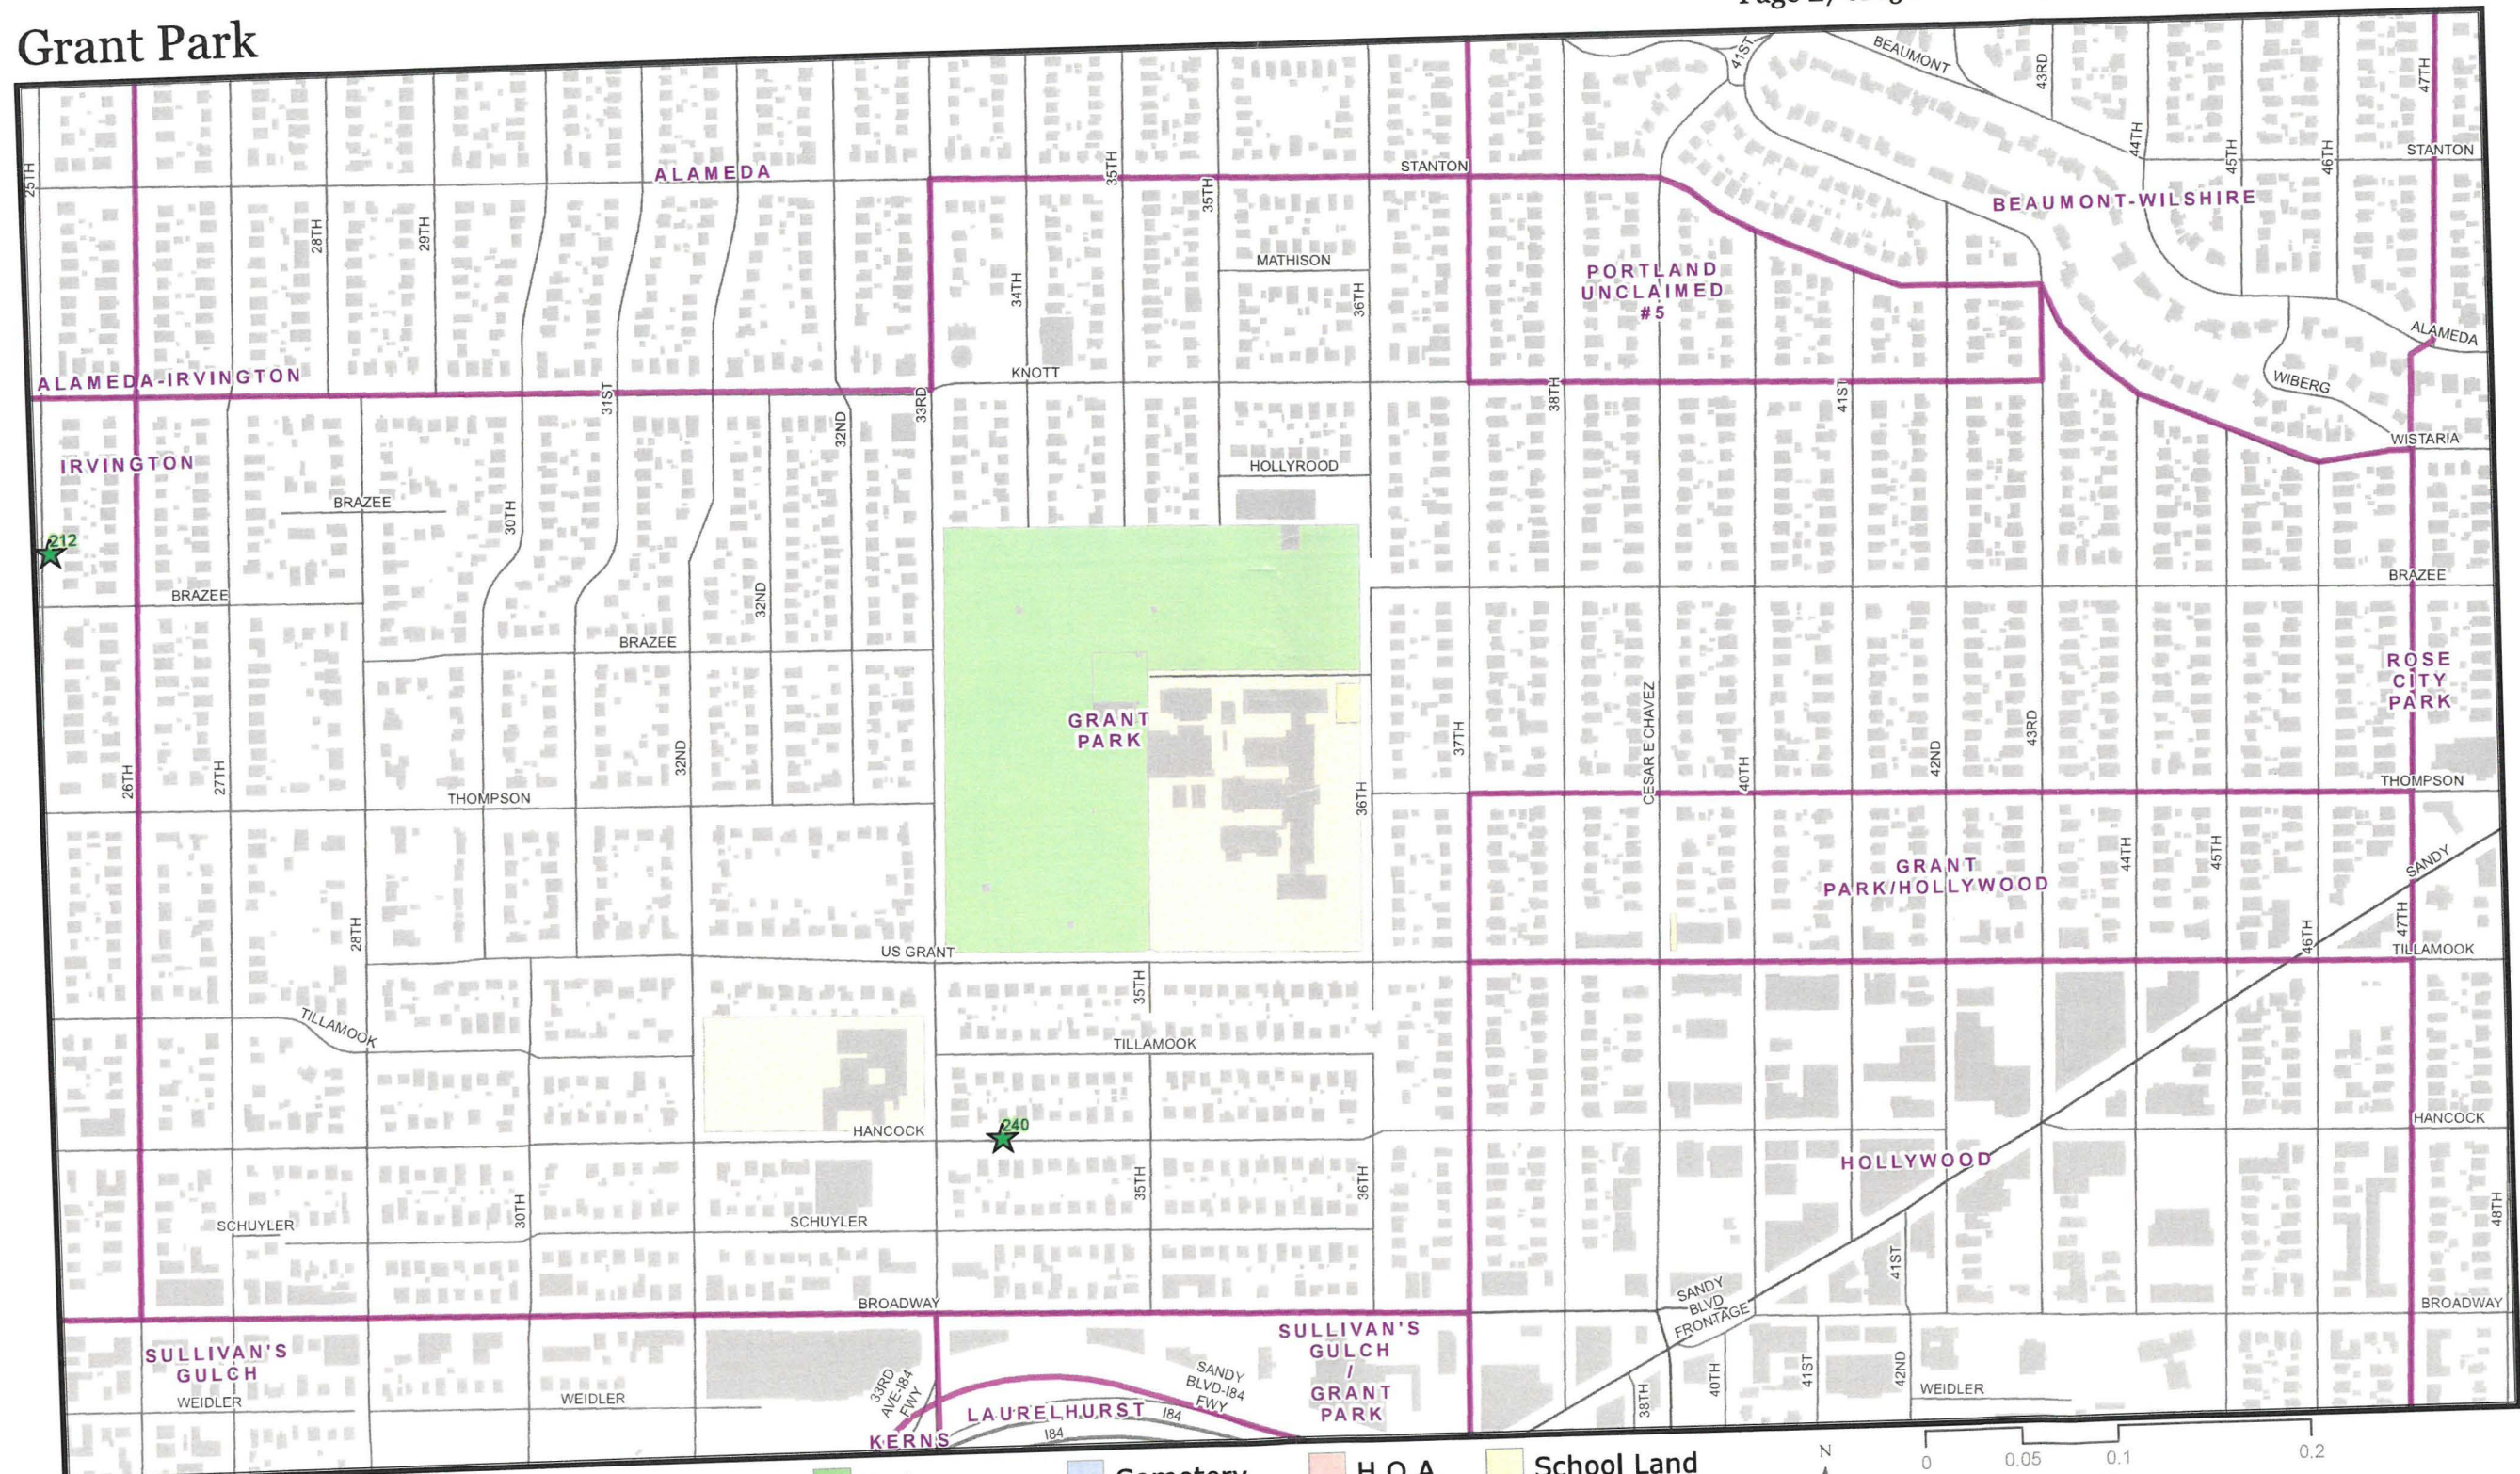 Grant Park
41ST
BEAUMONT
43RD
47TH
25TH
ALAMEDA
35TH
35TH
STANTON
44TH
45TH
46TH
STANTON
28TH
29TH
BEAUMONT-WILSHIRE
34TH
MATHISON
36TH
PORTLAND
UNCLAIMED
#5
ALAMEDA
ALAMEDA-IRVINGTON
31ST
32ND
33RD
KNOTT
38TH
41ST
WIBERG
WISTARIA
IRVINGTON
BRAZEE
30TH
HOLLYROOD
212
BRAZEE
32ND
BRAZEE
BRAZEE
ROSE
CITY
PARK
GRANT
PARK
26TH
27TH
32ND
THOMPSON
36TH
37TH
CESAR E CHAVEZ
40TH
42ND
43RD
THOMPSON
GRANT
PARK/HOLLYWOOD
44TH
45TH
SANDY
28TH
US GRANT
46TH
47TH
TILLAMOOK
TILLAMOOK
35TH
TILLAMOOK
HANCOCK
240
HANCOCK
HOLLYWOOD
30TH
35TH
36TH
48TH
SCHUYLER
SCHUYLER
41ST
BROADWAY
SANDY
BLVD
FRONTAGE
BROADWAY
SULLIVAN'S
GULCH
WEIDLER
WEIDLER
33RD
AVE-I84
FWY
SANDY
BLVD-I84
FWY
SULLIVAN'S
GULCH
/
GRANT
PARK
LAURELHURST
I84
I84
KERNS
38TH
40TH
41ST
42ND
WEIDLER
School Land
N
0
0.05
0.1
0.2